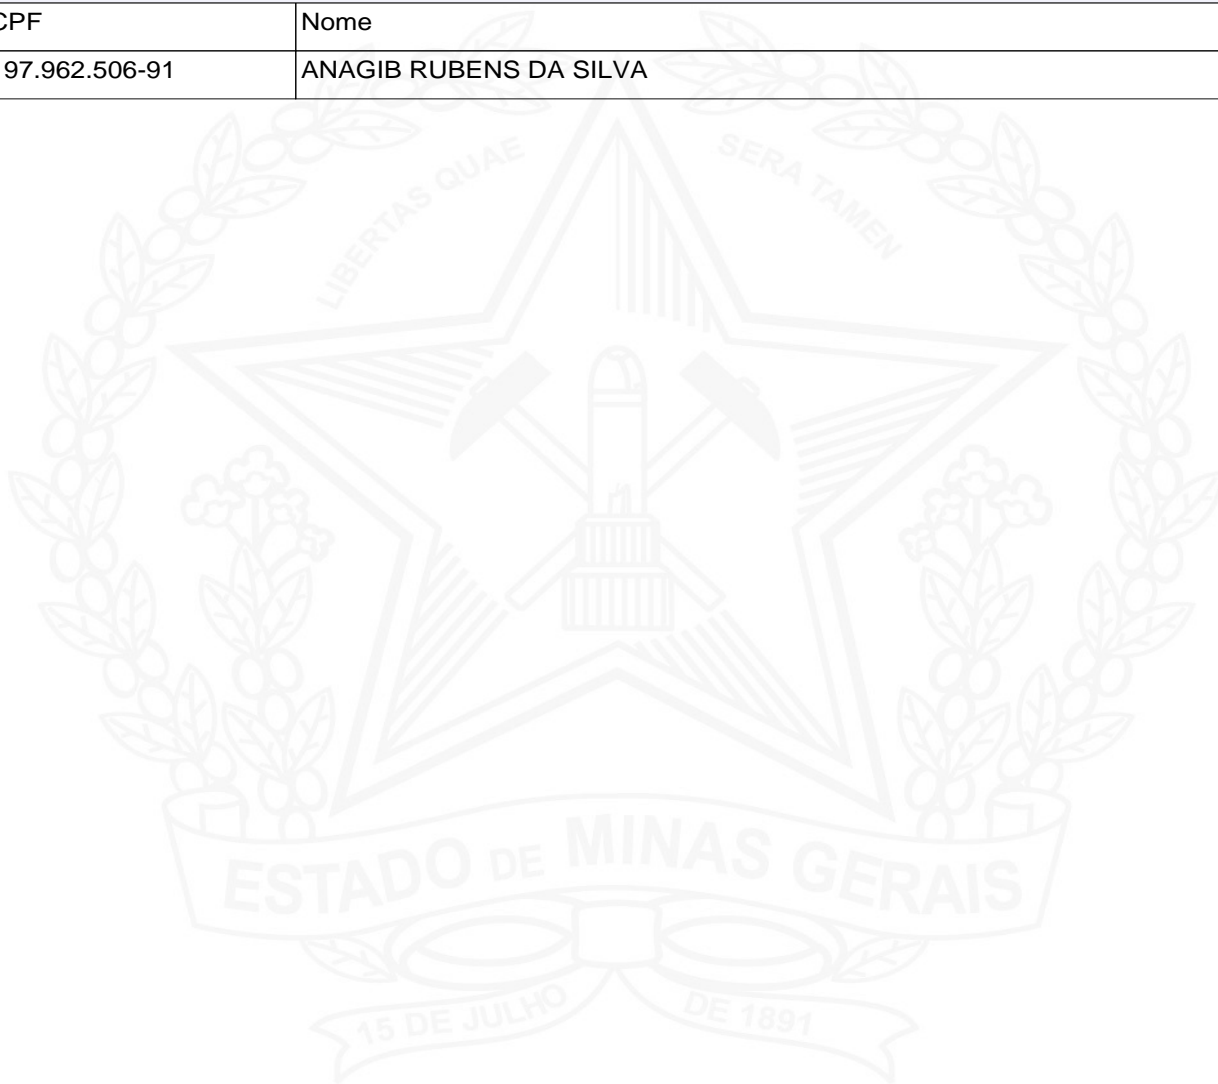 CPF Nome
97.962.506-91 ANAGIB RUBENS DA SILVA
LIBERTAS QUAE SERA TAMEN
ESTADO DE MINAS GERAIS
15 DE JULHO DE 1891